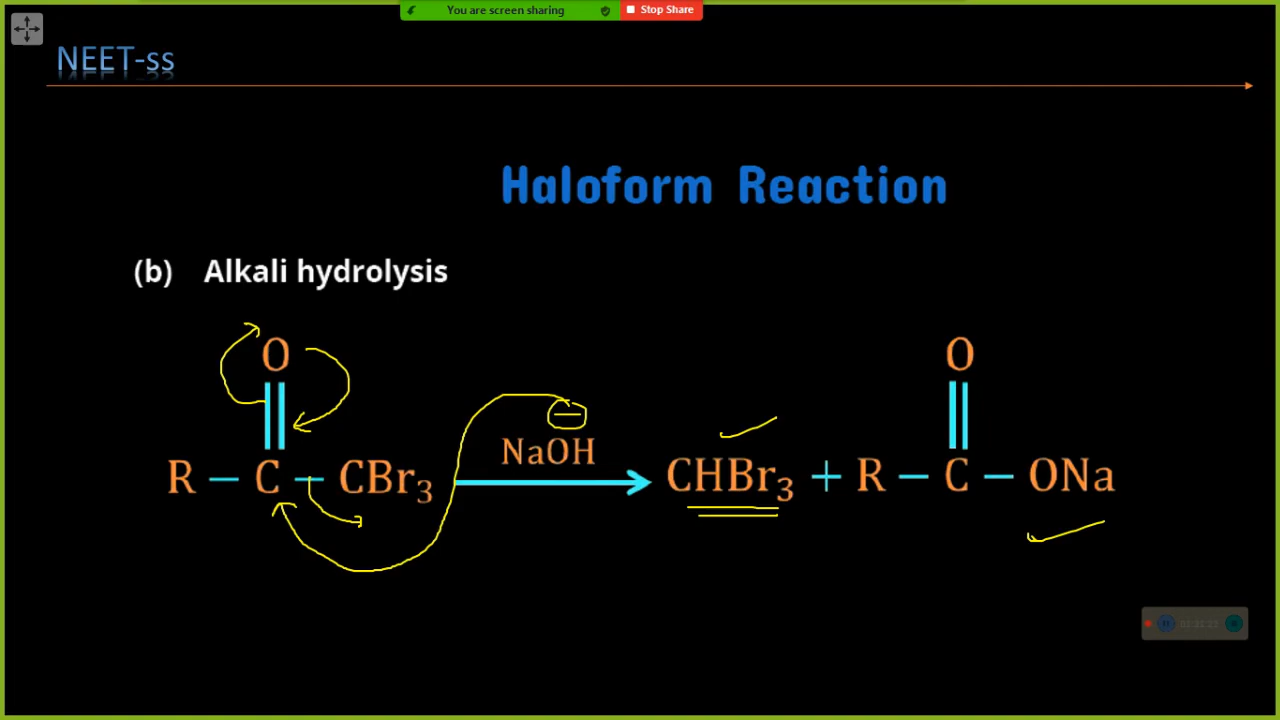 You are screen sharing Stop Share
NEET-ss
Haloform Reaction
(b) Alkali hydrolysis
O O
NaOH
R – C – CBr₃ CHBr₃ + R – C – ONa